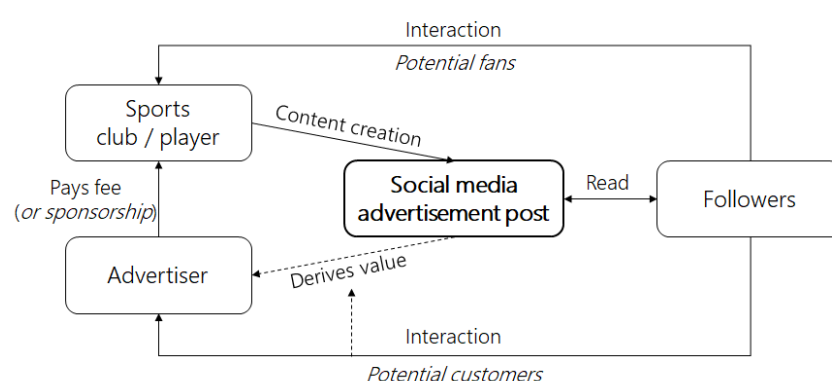 Interaction
Potential fans
Sports
club / player
Content creation
Pays fee
(or sponsorship)
Social media
advertisement post
Read
Followers
Advertiser
Derives value
Interaction
Potential customers